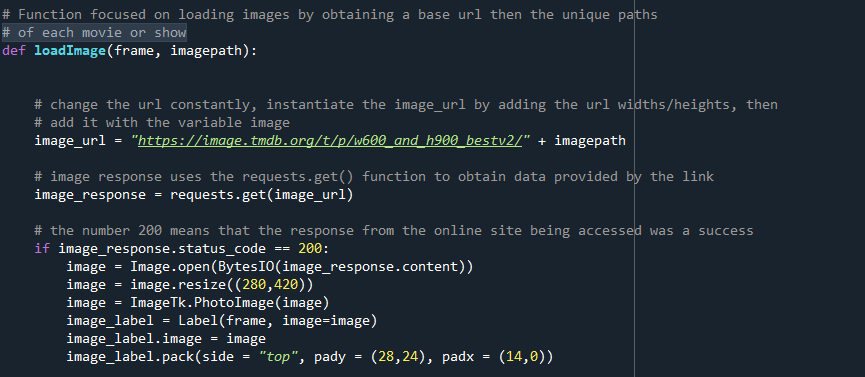 # Function focused on loading images by obtaining a base url then the unique paths
# of each movie or show
def loadImage(frame, imagepath):
    # change the url constantly, instantiate the image_url by adding the url widths/heights, then
    # add it with the variable image
    image_url = "https://image.tmdb.org/t/p/w600_and_h900_bestv2/" + imagepath
    # image response uses the requests.get() function to obtain data provided by the link
    image_response = requests.get(image_url)
    # the number 200 means that the response from the online site being accessed was a success
    if image_response.status_code == 200:
        image = Image.open(BytesIO(image_response.content))
        image = image.resize((280,420))
        image = ImageTk.PhotoImage(image)
        image_label = Label(frame, image=image)
        image_label.image = image
        image_label.pack(side = "top", pady = (28,24), padx = (14,0))